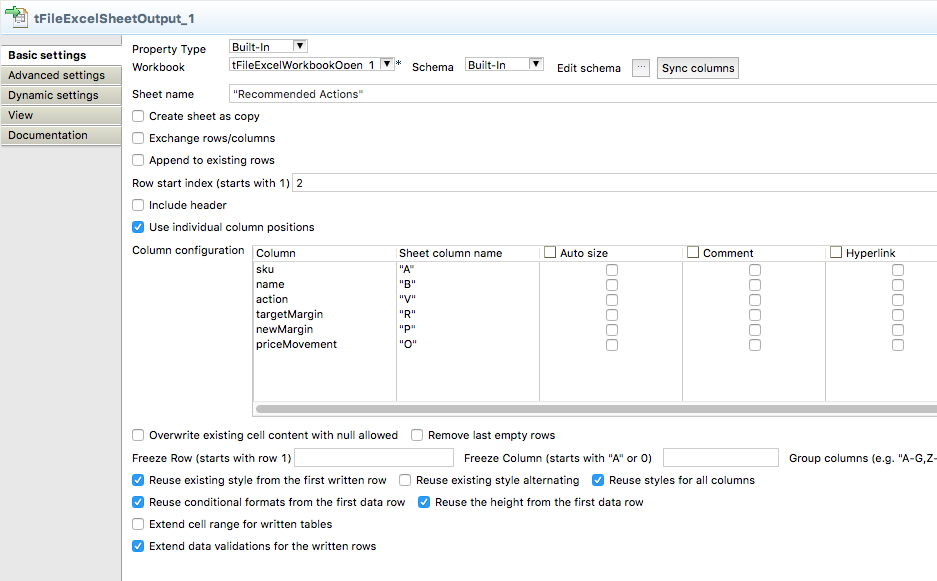 tFileExcelSheetOutput_1
Basic settings
Advanced settings
Dynamic settings
View
Documentation
Property Type Built-In
Workbook tFileExcelWorkbookOpen_1 * Schema Built-In Edit schema ... Sync columns
Sheet name "Recommended Actions"
Create sheet as copy
Exchange rows/columns
Append to existing rows
Row start index (starts with 1) 2
Include header
Use individual column positions
Column configuration Column Sheet column name Auto size Comment Hyperlink
sku "A"
name "B"
action "V"
targetMargin "R"
newMargin "P"
priceMovement "O"
Overwrite existing cell content with null allowed Remove last empty rows
Freeze Row (starts with row 1) Freeze Column (starts with "A" or 0) Group columns (e.g. "A-G,Z-
Reuse existing style from the first written row Reuse existing style alternating Reuse styles for all columns
Reuse conditional formats from the first data row Reuse the height from the first data row
Extend cell range for written tables
Extend data validations for the written rows